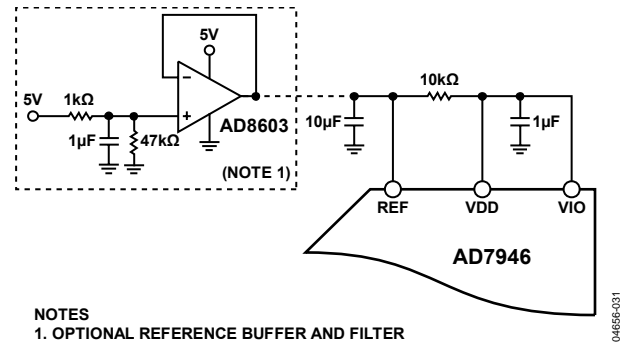 5V
5V
1kΩ
–
+
1µF
47kΩ
AD8603
(NOTE 1)
10µF
10kΩ
1µF
REF
VDD
VIO
AD7946
NOTES
1. OPTIONAL REFERENCE BUFFER AND FILTER
04656-031